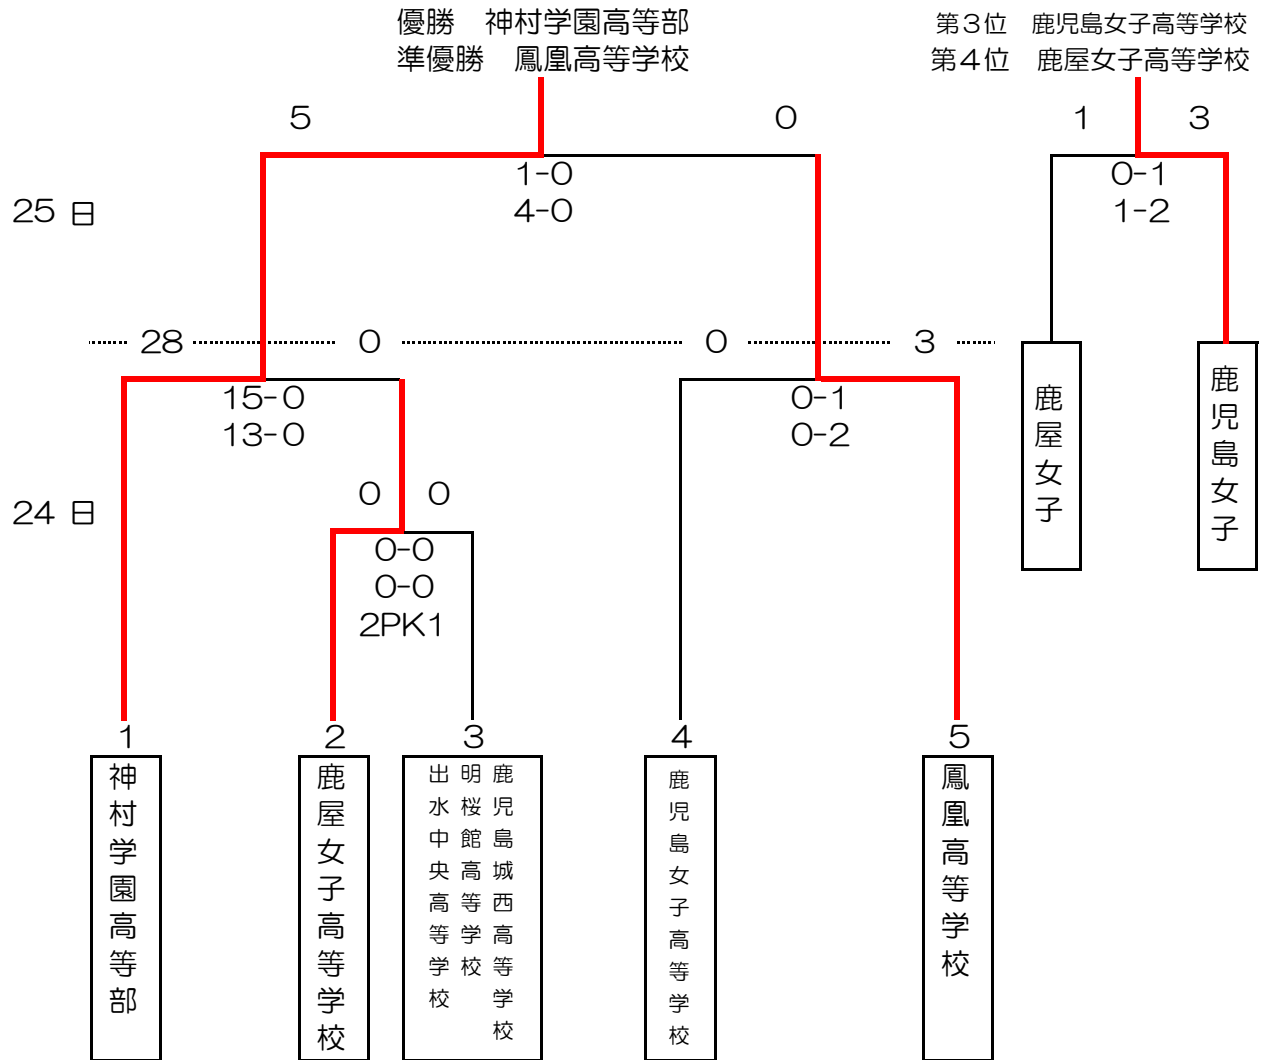 優勝　神村学園高等部
準優勝　鳳凰高等学校
第３位　鹿児島女子高等学校
第４位　鹿屋女子高等学校
5
0
1-0
4-0
1
3
0-1
1-2
25 日
28
0
0
3
15-0
13-0
0-1
0-2
鹿屋女子
鹿児島女子
24 日
0
0
0-0
0-0
2PK1
1
2
3
4
5
神村学園高等部
鹿屋女子高等学校
鹿児島城西高等学校
明桜館高等学校
出水中央高等学校
鹿児島女子高等学校
鳳凰高等学校